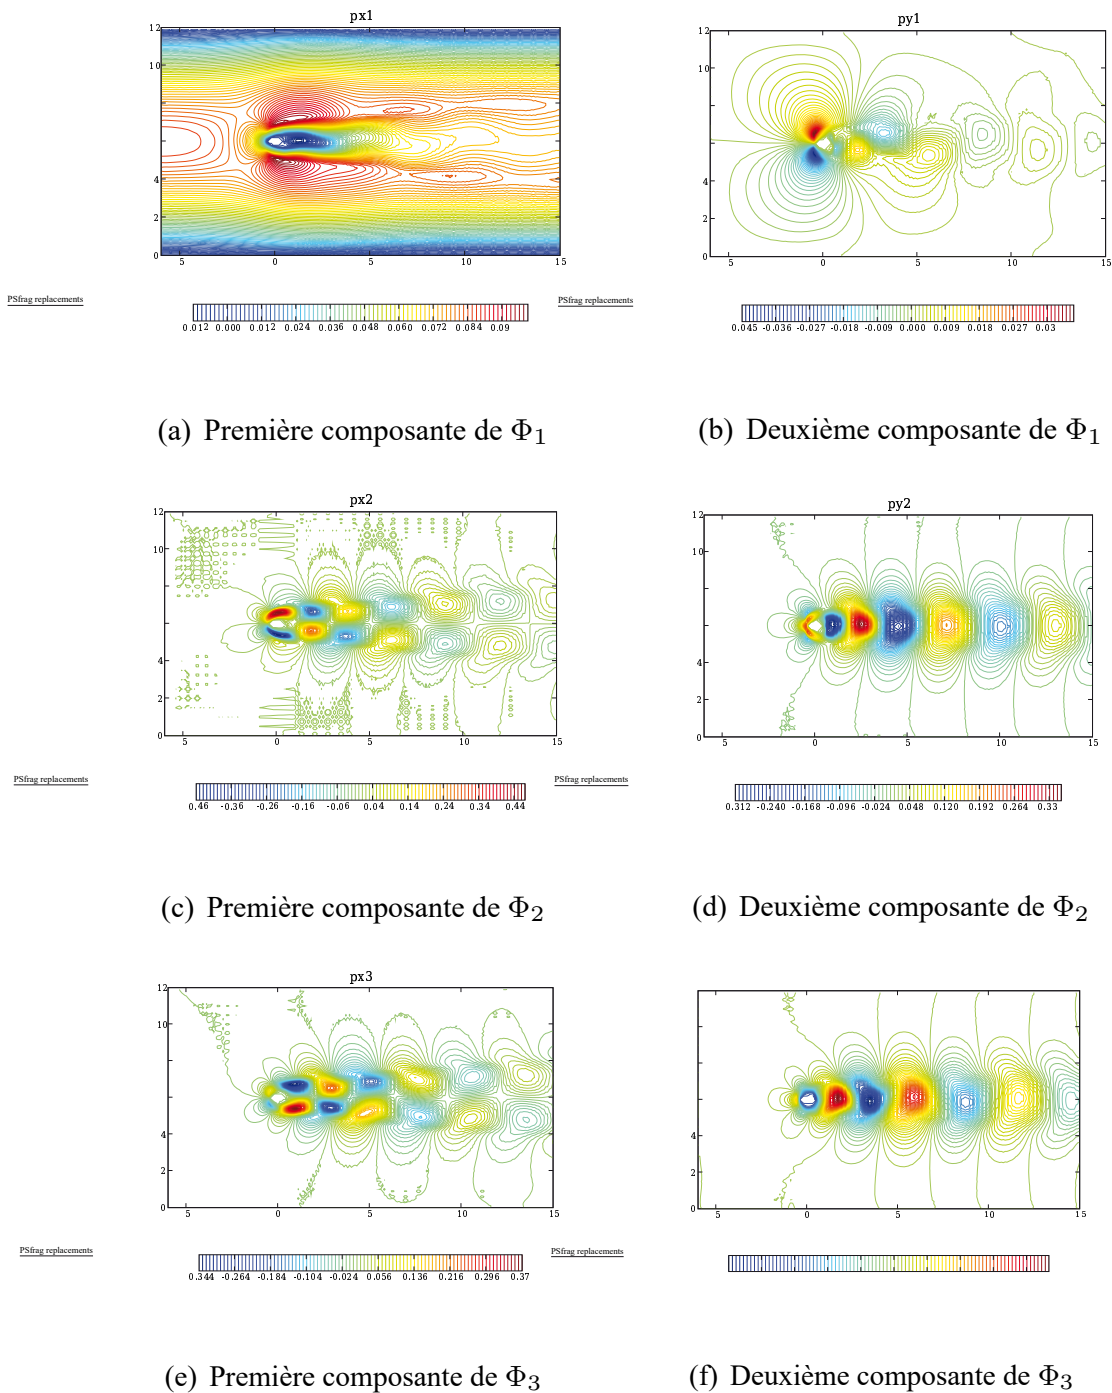 px1
py1
12
10
4
2
0
5
0
5
10
15
12
10
4
2
0
5
0
5
10
15
PSfrag replacements
PSfrag replacements
0.012 0.000 0.012 0.024 0.036 0.048 0.060 0.072 0.084 0.09
0.045 -0.036 -0.027 -0.018 -0.009 0.000 0.009 0.018 0.027 0.03
(a) Première composante de Φ1
(b) Deuxième composante de Φ1
px2
py2
12
10
4
2
0
5
0
5
10
15
12
10
4
2
0
5
0
5
10
15
PSfrag replacements
PSfrag replacements
0.46 -0.36 -0.26 -0.16 -0.06 0.04 0.14 0.24 0.34 0.44
0.312 -0.240 -0.168 -0.096 -0.024 0.048 0.120 0.192 0.264 0.33
(c) Première composante de Φ2
(d) Deuxième composante de Φ2
px3
12
10
4
2
0
5
0
5
10
15
10
4
2
0
5
0
5
10
15
PSfrag replacements
PSfrag replacements
0.344 -0.264 -0.184 -0.104 -0.024 0.056 0.136 0.216 0.296 0.37
(e) Première composante de Φ3
(f) Deuxième composante de Φ3